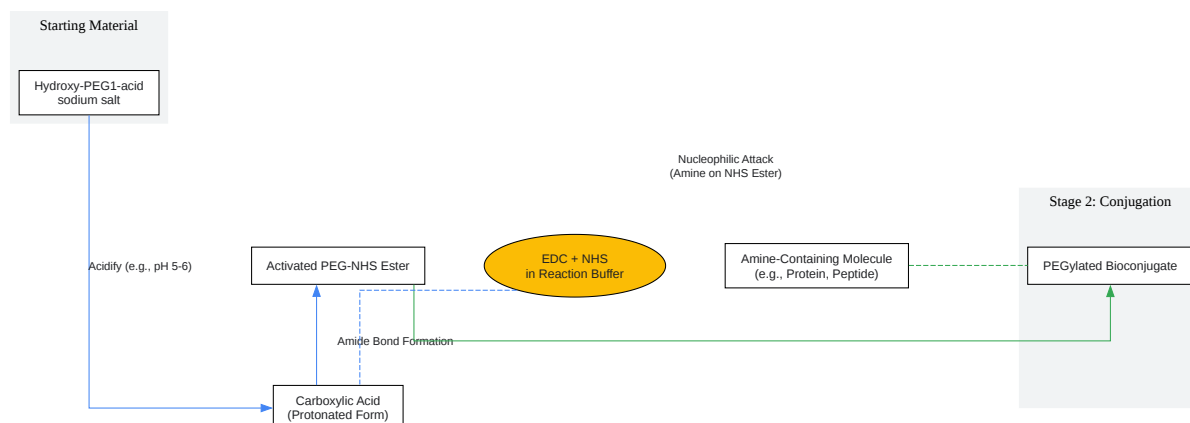 Starting Material
Hydroxy-PEG1-acid
sodium salt
Nucleophilic Attack
(Amine on NHS Ester)
Stage 2: Conjugation
Acidify (e.g., pH 5-6)
Activated PEG-NHS Ester
EDC + NHS
in Reaction Buffer
Amine-Containing Molecule
(e.g., Protein, Peptide)
PEGylated Bioconjugate
Amide Bond Formation
Carboxylic Acid
(Protonated Form)